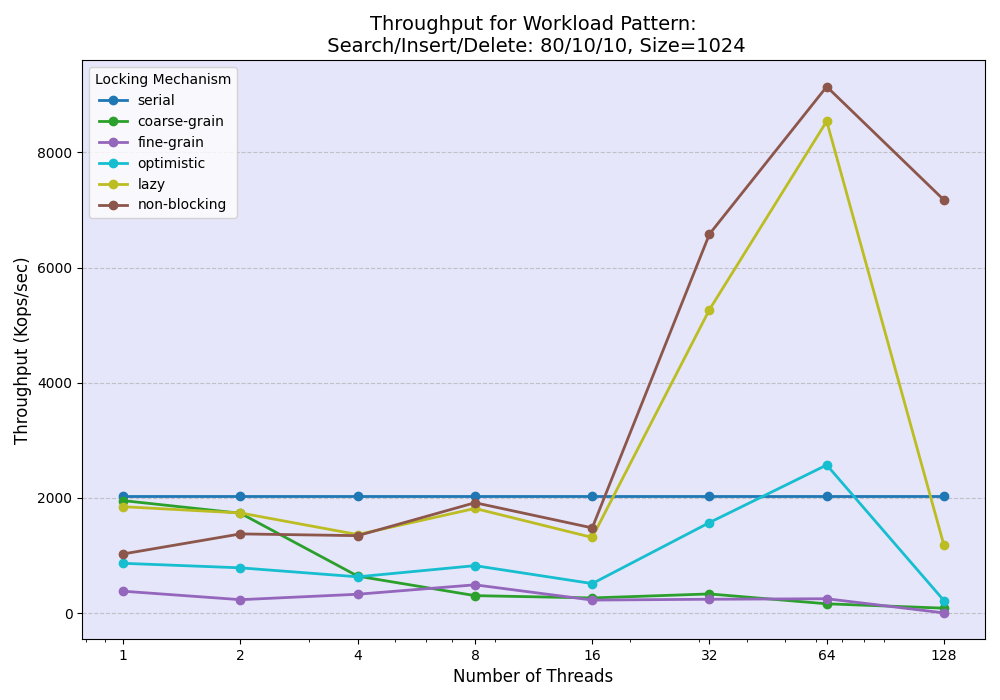 Throughput for Workload Pattern:
Search/Insert/Delete: 80/10/10, Size=1024
Locking Mechanism
serial
coarse-grain
fine-grain
optimistic
lazy
non-blocking
Throughput (Kops/sec)
8000
6000
4000
2000
0
1 2 4 8 16 32 64 128
Number of Threads